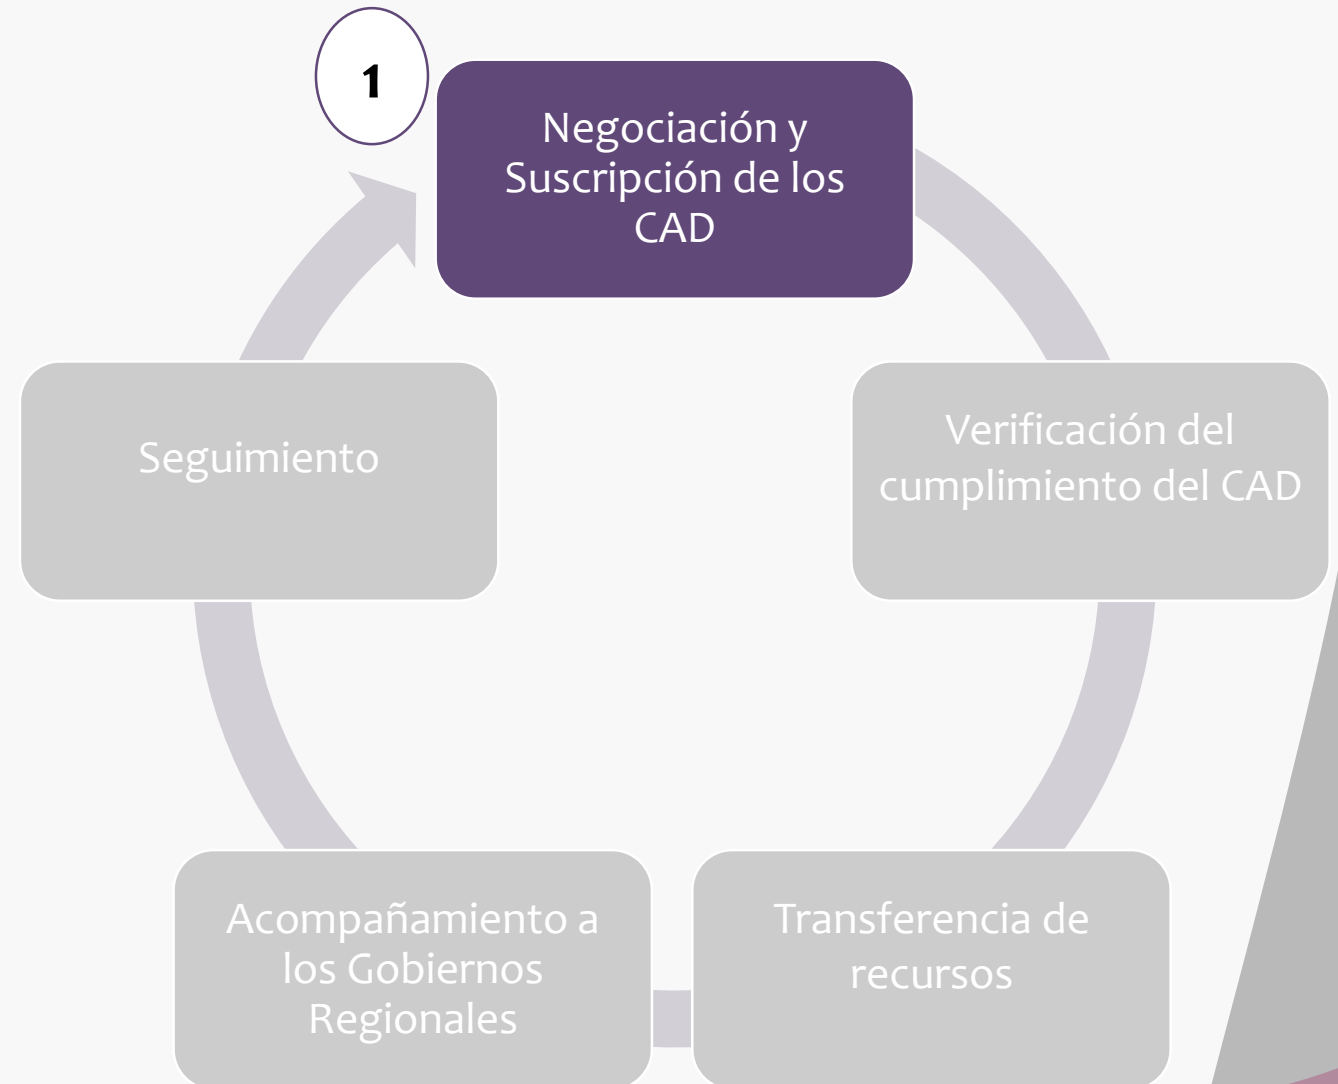 1
Negociación y
Suscripción de los
CAD
Verificación del
cumplimiento del CAD
Transferencia de
recursos
Acompañamiento a
los Gobiernos
Regionales
Seguimiento